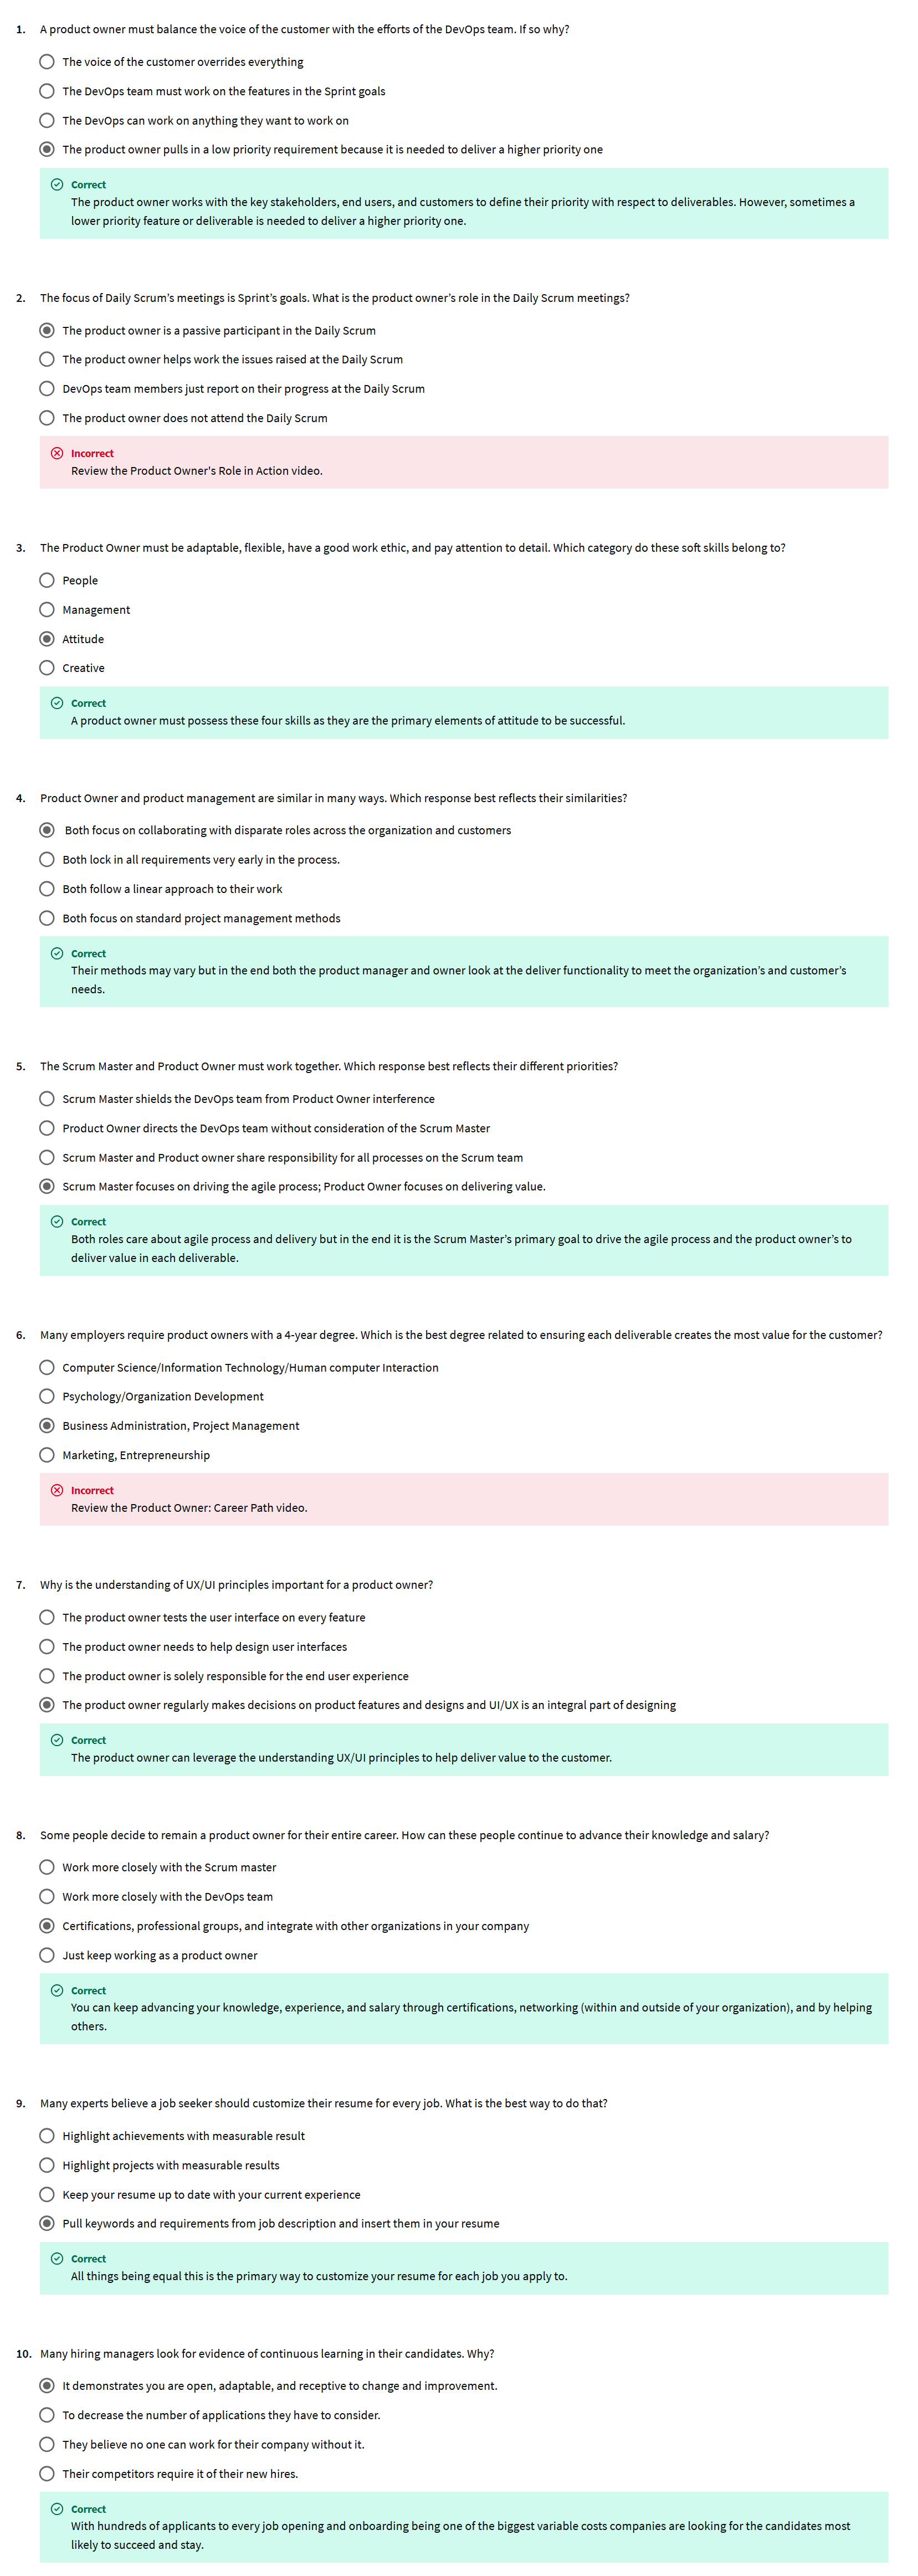 1. A product owner must balance the voice of the customer with the efforts of the DevOps team. If so why?
The voice of the customer overrides everything
The DevOps team must work on the features in the Sprint goals
The DevOps can work on anything they want to work on
The product owner pulls in a low priority requirement because it is needed to deliver a higher priority one
Correct
The product owner works with the key stakeholders, end users, and customers to define their priority with respect to deliverables. However, sometimes a
lower priority feature or deliverable is needed to deliver a higher priority one.
2. The focus of Daily Scrum’s meetings is Sprint’s goals. What is the product owner’s role in the Daily Scrum meetings?
The product owner is a passive participant in the Daily Scrum
The product owner helps work the issues raised at the Daily Scrum
DevOps team members just report on their progress at the Daily Scrum
The product owner does not attend the Daily Scrum
Incorrect
Review the Product Owner's Role in Action video.
3. The Product Owner must be adaptable, flexible, have a good work ethic, and pay attention to detail. Which category do these soft skills belong to?
People
Management
Attitude
Creative
Correct
A product owner must possess these four skills as they are the primary elements of attitude to be successful.
4. Product Owner and product management are similar in many ways. Which response best reflects their similarities?
Both focus on collaborating with disparate roles across the organization and customers
Both lock in all requirements very early in the process.
Both follow a linear approach to their work
Both focus on standard project management methods
Correct
Their methods may vary but in the end both the product manager and owner look at the deliver functionality to meet the organization’s and customer’s
needs.
5. The Scrum Master and Product Owner must work together. Which response best reflects their different priorities?
Scrum Master shields the DevOps team from Product Owner interference
Product Owner directs the DevOps team without consideration of the Scrum Master
Scrum Master and Product owner share responsibility for all processes on the Scrum team
Scrum Master focuses on driving the agile process; Product Owner focuses on delivering value.
Correct
Both roles care about agile process and delivery but in the end it is the Scrum Master’s primary goal to drive the agile process and the product owner’s to
deliver value in each deliverable.
6. Many employers require product owners with a 4-year degree. Which is the best degree related to ensuring each deliverable creates the most value for the customer?
Computer Science/Information Technology/Human computer Interaction
Psychology/Organization Development
Business Administration, Project Management
Marketing, Entrepreneurship
Incorrect
Review the Product Owner: Career Path video.
7. Why is the understanding of UX/UI principles important for a product owner?
The product owner tests the user interface on every feature
The product owner needs to help design user interfaces
The product owner is solely responsible for the end user experience
The product owner regularly makes decisions on product features and designs and UI/UX is an integral part of designing
Correct
The product owner can leverage the understanding UX/UI principles to help deliver value to the customer.
8. Some people decide to remain a product owner for their entire career. How can these people continue to advance their knowledge and salary?
Work more closely with the Scrum master
Work more closely with the DevOps team
Certifications, professional groups, and integrate with other organizations in your company
Just keep working as a product owner
Correct
You can keep advancing your knowledge, experience, and salary through certifications, networking (within and outside of your organization), and by helping
others.
9. Many experts believe a job seeker should customize their resume for every job. What is the best way to do that?
Highlight achievements with measurable result
Highlight projects with measurable results
Keep your resume up to date with your current experience
Pull keywords and requirements from job description and insert them in your resume
Correct
All things being equal this is the primary way to customize your resume for each job you apply to.
10. Many hiring managers look for evidence of continuous learning in their candidates. Why?
It demonstrates you are open, adaptable, and receptive to change and improvement.
To decrease the number of applications they have to consider.
They believe no one can work for their company without it.
Their competitors require it of their new hires.
Correct
With hundreds of applicants to every job opening and onboarding being one of the biggest variable costs companies are looking for the candidates most
likely to succeed and stay.